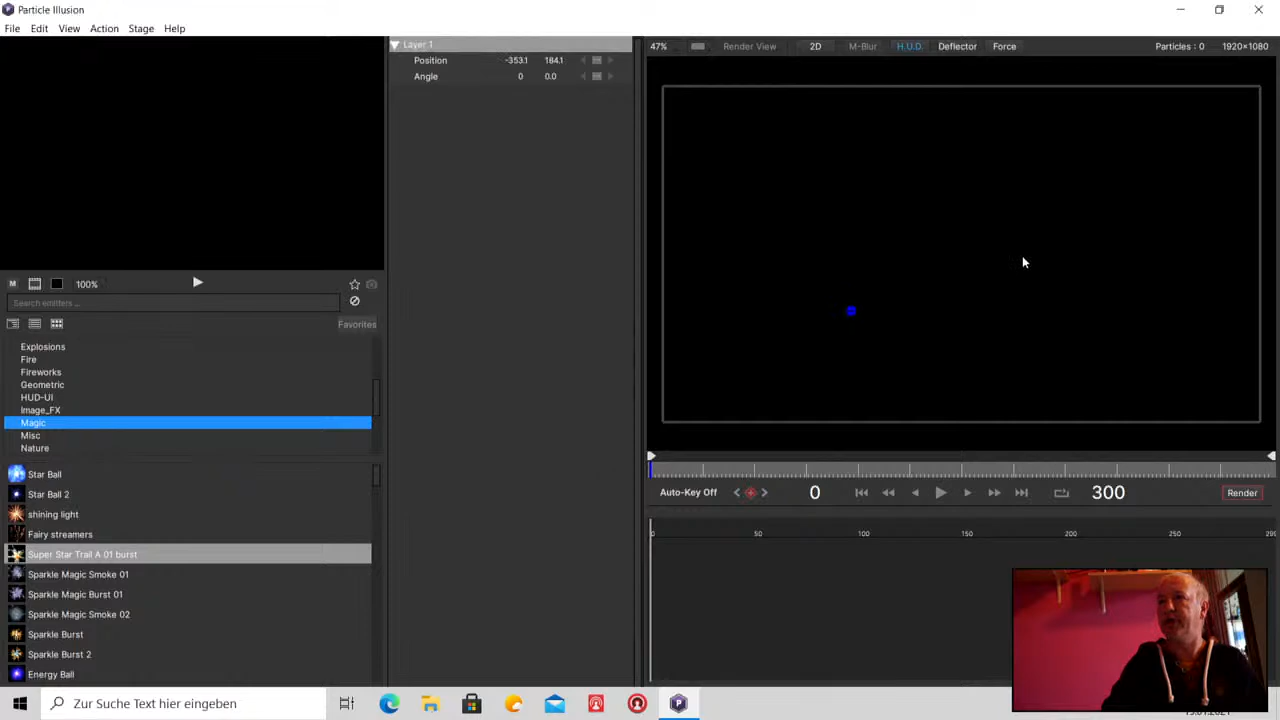 Particle Illusion
File Edit View Action Stage Help
Layer 1
Position -353.1 184.1
Angle 0 0.0
47% Render View 2D M-Blur H.U.D. Deflector Force Particles : 0 1920×1080
M 100%
Search emitters ...
Favorites
Explosions
Fire
Fireworks
Geometric
HUD-UI
Image_FX
Magic
Misc
Nature
Star Ball
Star Ball 2
shining light
Fairy streamers
Super Star Trail A 01 burst
Sparkle Magic Smoke 01
Sparkle Magic Burst 01
Sparkle Magic Smoke 02
Sparkle Burst
Sparkle Burst 2
Energy Ball
Auto-Key Off 0 300 Render
0 50 100 150 200 250 290
Zur Suche Text hier eingeben